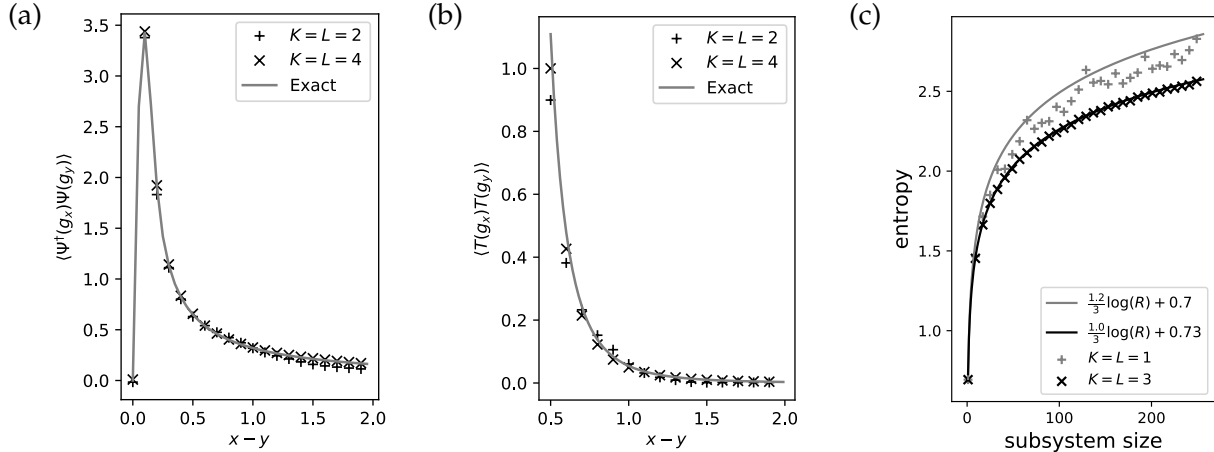 (a)
3.5
3.0
2.5
2.0
1.5
1.0
0.5
0.0
⟨Ψ†(g_x)Ψ(g_y)⟩
K = L = 2
K = L = 4
Exact
0.0 0.5 1.0 1.5 2.0
x − y
(b)
1.0
0.8
0.6
0.4
0.2
0.0
⟨T(g_x)T(g_y)⟩
K = L = 2
K = L = 4
Exact
0.5 1.0 1.5 2.0
x − y
(c)
2.5
2.0
1.5
1.0
entropy
1.2/3 log(R) + 0.7
1.0/3 log(R) + 0.73
K = L = 1
K = L = 3
0 100 200
subsystem size